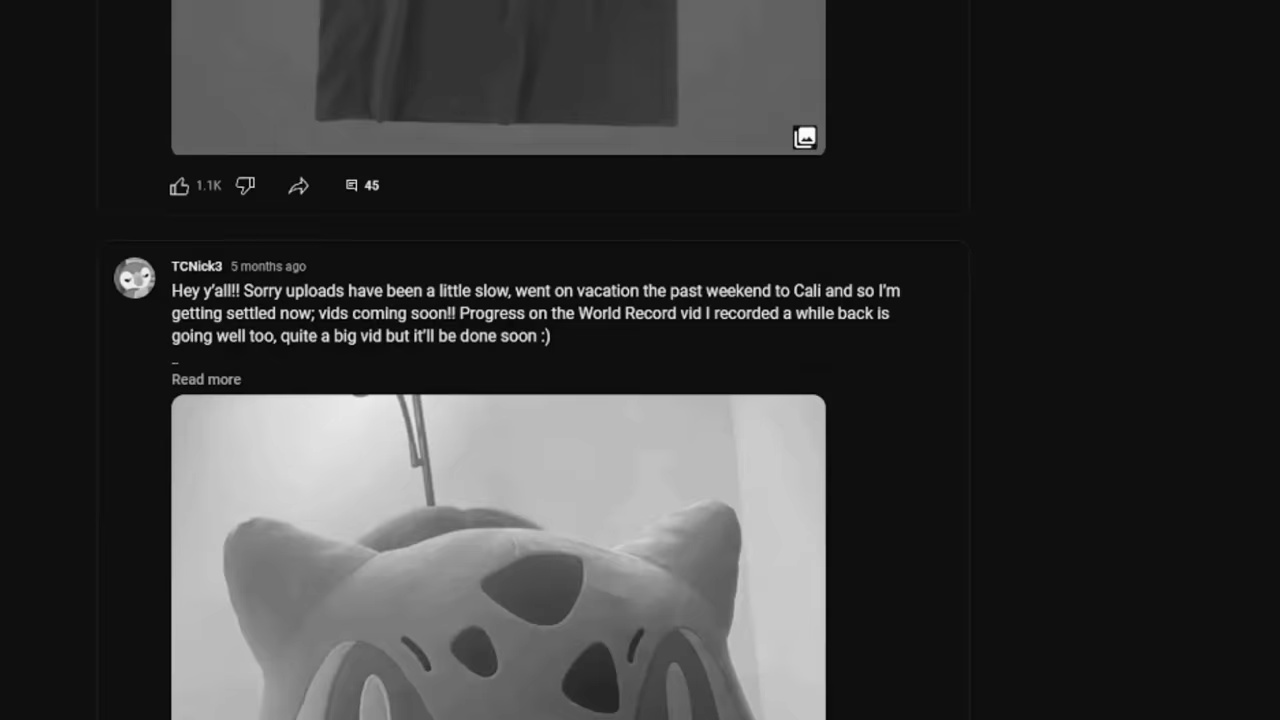 1.1K 45
TCNick3 5 months ago
Hey y’all!! Sorry uploads have been a little slow, went on vacation the past weekend to Cali and so I’m
getting settled now; vids coming soon!! Progress on the World Record vid I recorded a while back is
going well too, quite a big vid but it’ll be done soon :)
_
Read more